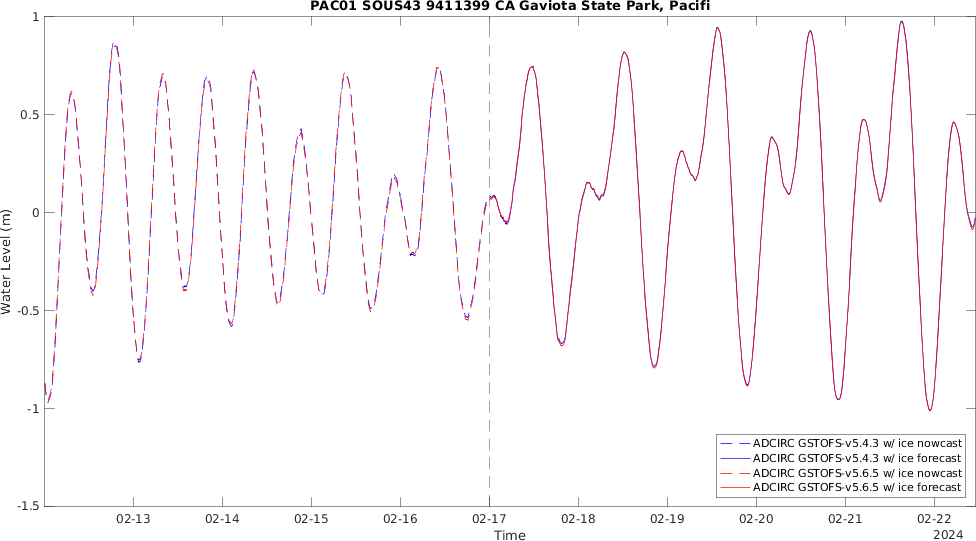 PAC01 SOUS43 9411399 CA Gaviota State Park, Pacifi
1
0.5
0
-0.5
-1
-1.5
Water Level (m)
02-13 02-14 02-15 02-16 02-17 02-18 02-19 02-20 02-21 02-22
Time
2024
ADCIRC GSTOFS-v5.4.3 w/ ice nowcast
ADCIRC GSTOFS-v5.4.3 w/ ice forecast
ADCIRC GSTOFS-v5.6.5 w/ ice nowcast
ADCIRC GSTOFS-v5.6.5 w/ ice forecast